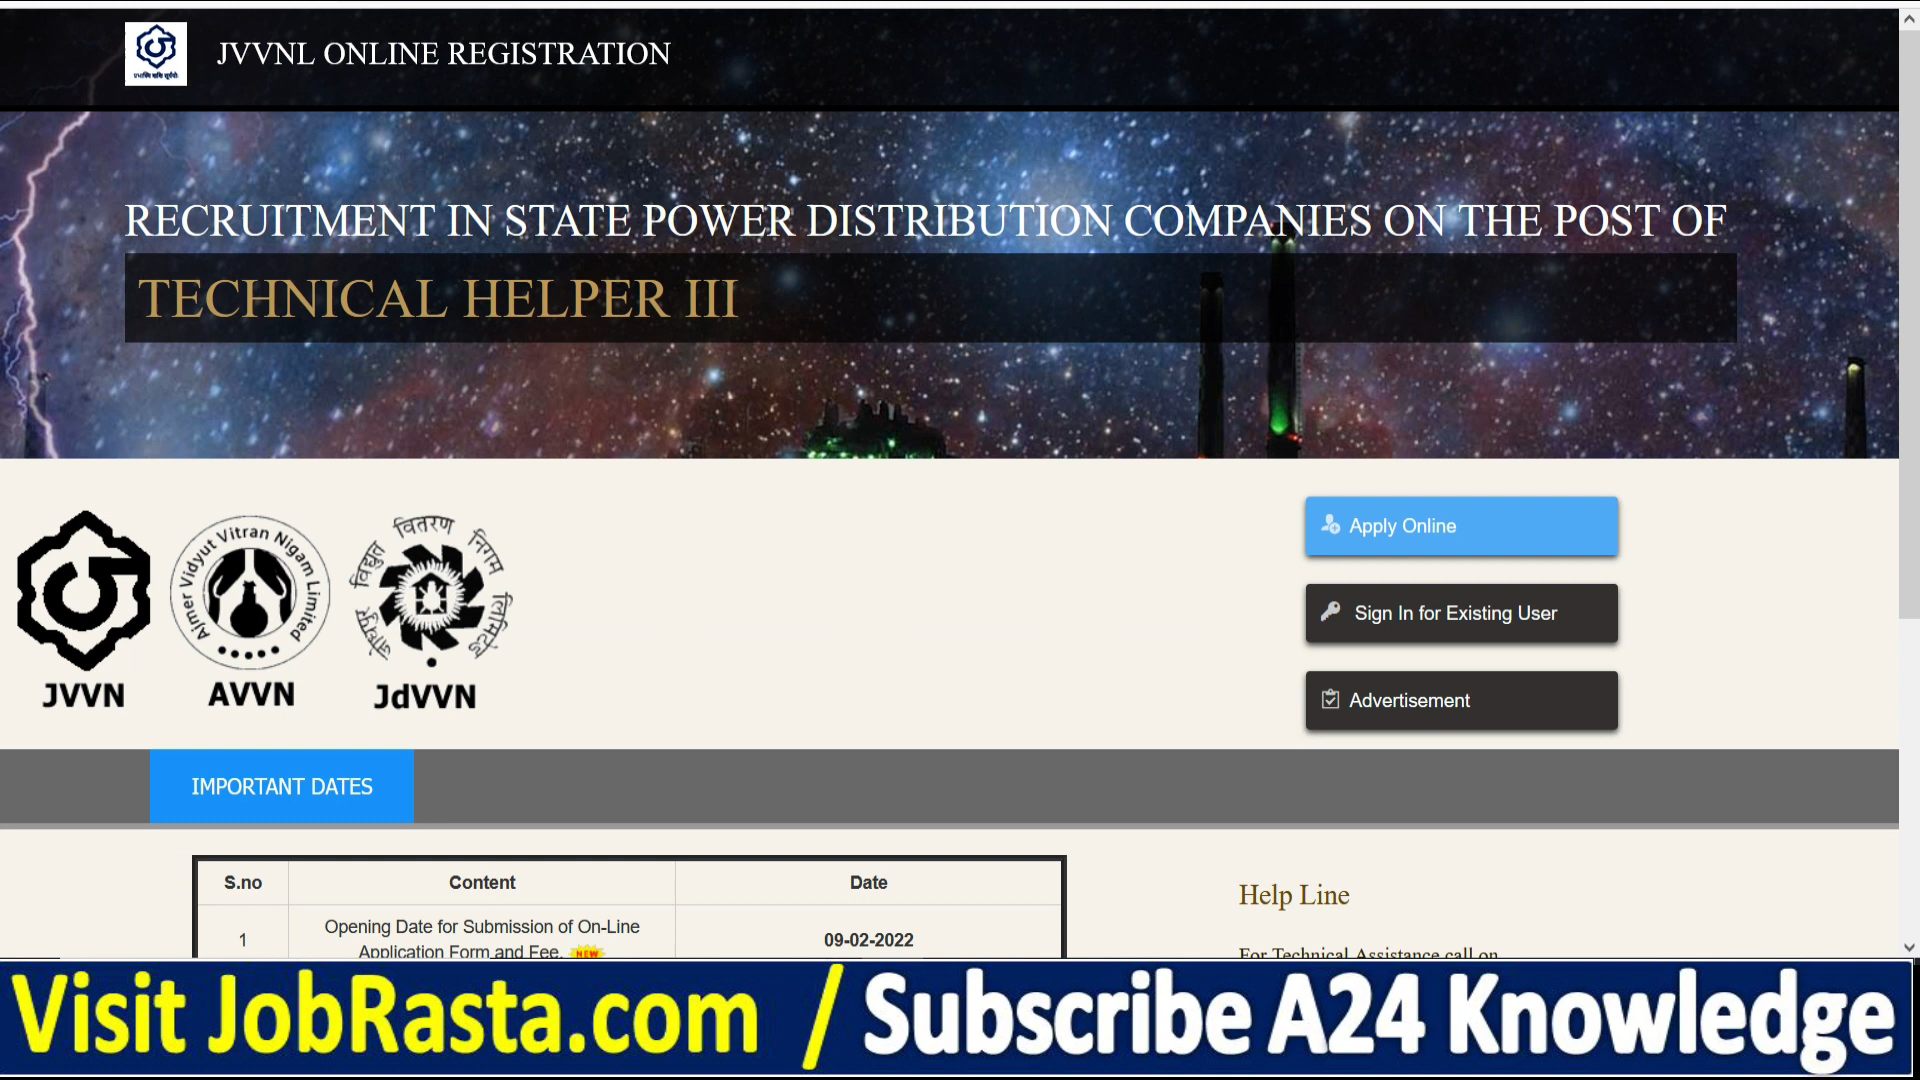 JVVNL ONLINE REGISTRATION
RECRUITMENT IN STATE POWER DISTRIBUTION COMPANIES ON THE POST OF
TECHNICAL HELPER III
Apply Online
Sign In for Existing User
Advertisement
Ajmer Vidyut Vitran Nigam Limited
जोधपुर विद्युत वितरण निगम लिमिटेड
JVVN
AVVN
JdVVN
IMPORTANT DATES
S.no Content Date
1 Opening Date for Submission of On-Line
Application Form and Fee. NEW
09-02-2022
Help Line
For Technical Assistance call on
Visit JobRasta.com / Subscribe A24 Knowledge